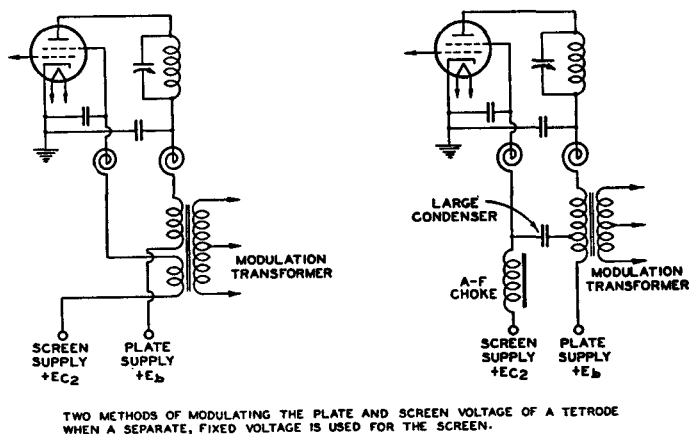 MODULATION
TRANSFORMER
SCREEN
SUPPLY
+EC2
PLATE
SUPPLY
+Eb
LARGE
CONDENSER
A-F
CHOKE
MODULATION
TRANSFORMER
SCREEN
SUPPLY
+EC2
PLATE
SUPPLY
+Eb
TWO METHODS OF MODULATING THE PLATE AND SCREEN VOLTAGE OF A TETRODE
WHEN A SEPARATE, FIXED VOLTAGE IS USED FOR THE SCREEN.